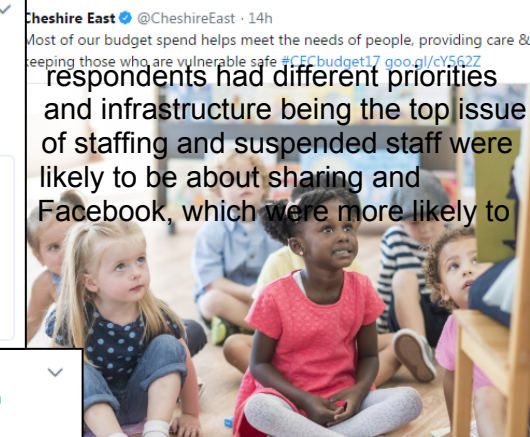 Cheshire East @CheshireEast · 14h
Most of our budget spend helps meet the needs of people, providing care &
keeping those who are vulnerable safe #CECbudget17 goo.gl/cY562Z
respondents had different priorities
and infrastructure being the top issue
of staffing and suspended staff were
likely to be about sharing and
Facebook, which were more likely to